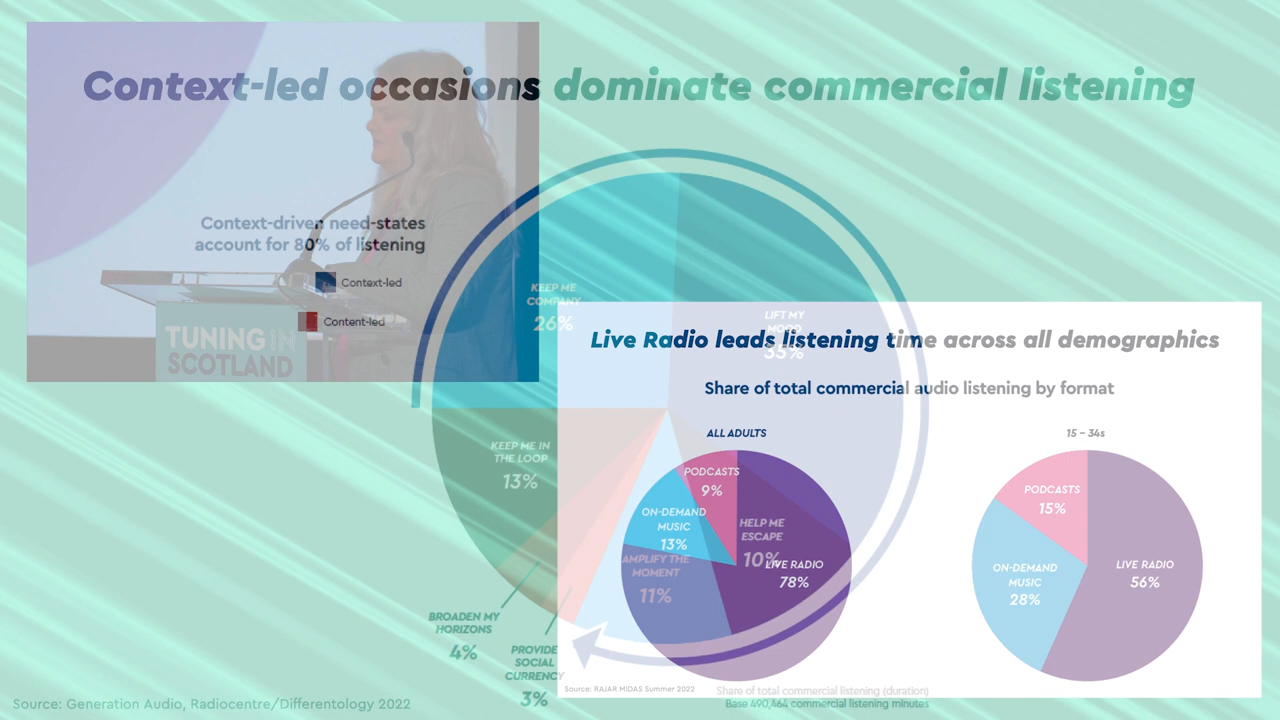 Context-led occasions dominate commercial listening
Context-driven need-states
account for 80% of listening
Context-led
Content-led
TUNING IN
SCOTLAND
KEEP ME
COMPANY
26%
LIFT MY
MOOD
35%
KEEP ME IN
THE LOOP
13%
HELP ME
ESCAPE
10%
AMPLIFY THE
MOMENT
11%
BROADEN MY
HORIZONS
4%
PROVIDE
SOCIAL
CURRENCY
3%
Live Radio leads listening time across all demographics
Share of total commercial audio listening by format
ALL ADULTS
PODCASTS
9%
ON-DEMAND
MUSIC
13%
LIVE RADIO
78%
15 – 34s
PODCASTS
15%
ON-DEMAND
MUSIC
28%
LIVE RADIO
56%
Source: RAJAR MIDAS Summer 2022
Share of total commercial listening (duration)
Base 490,464 commercial listening minutes
Source: Generation Audio, Radiocentre/Differentology 2022